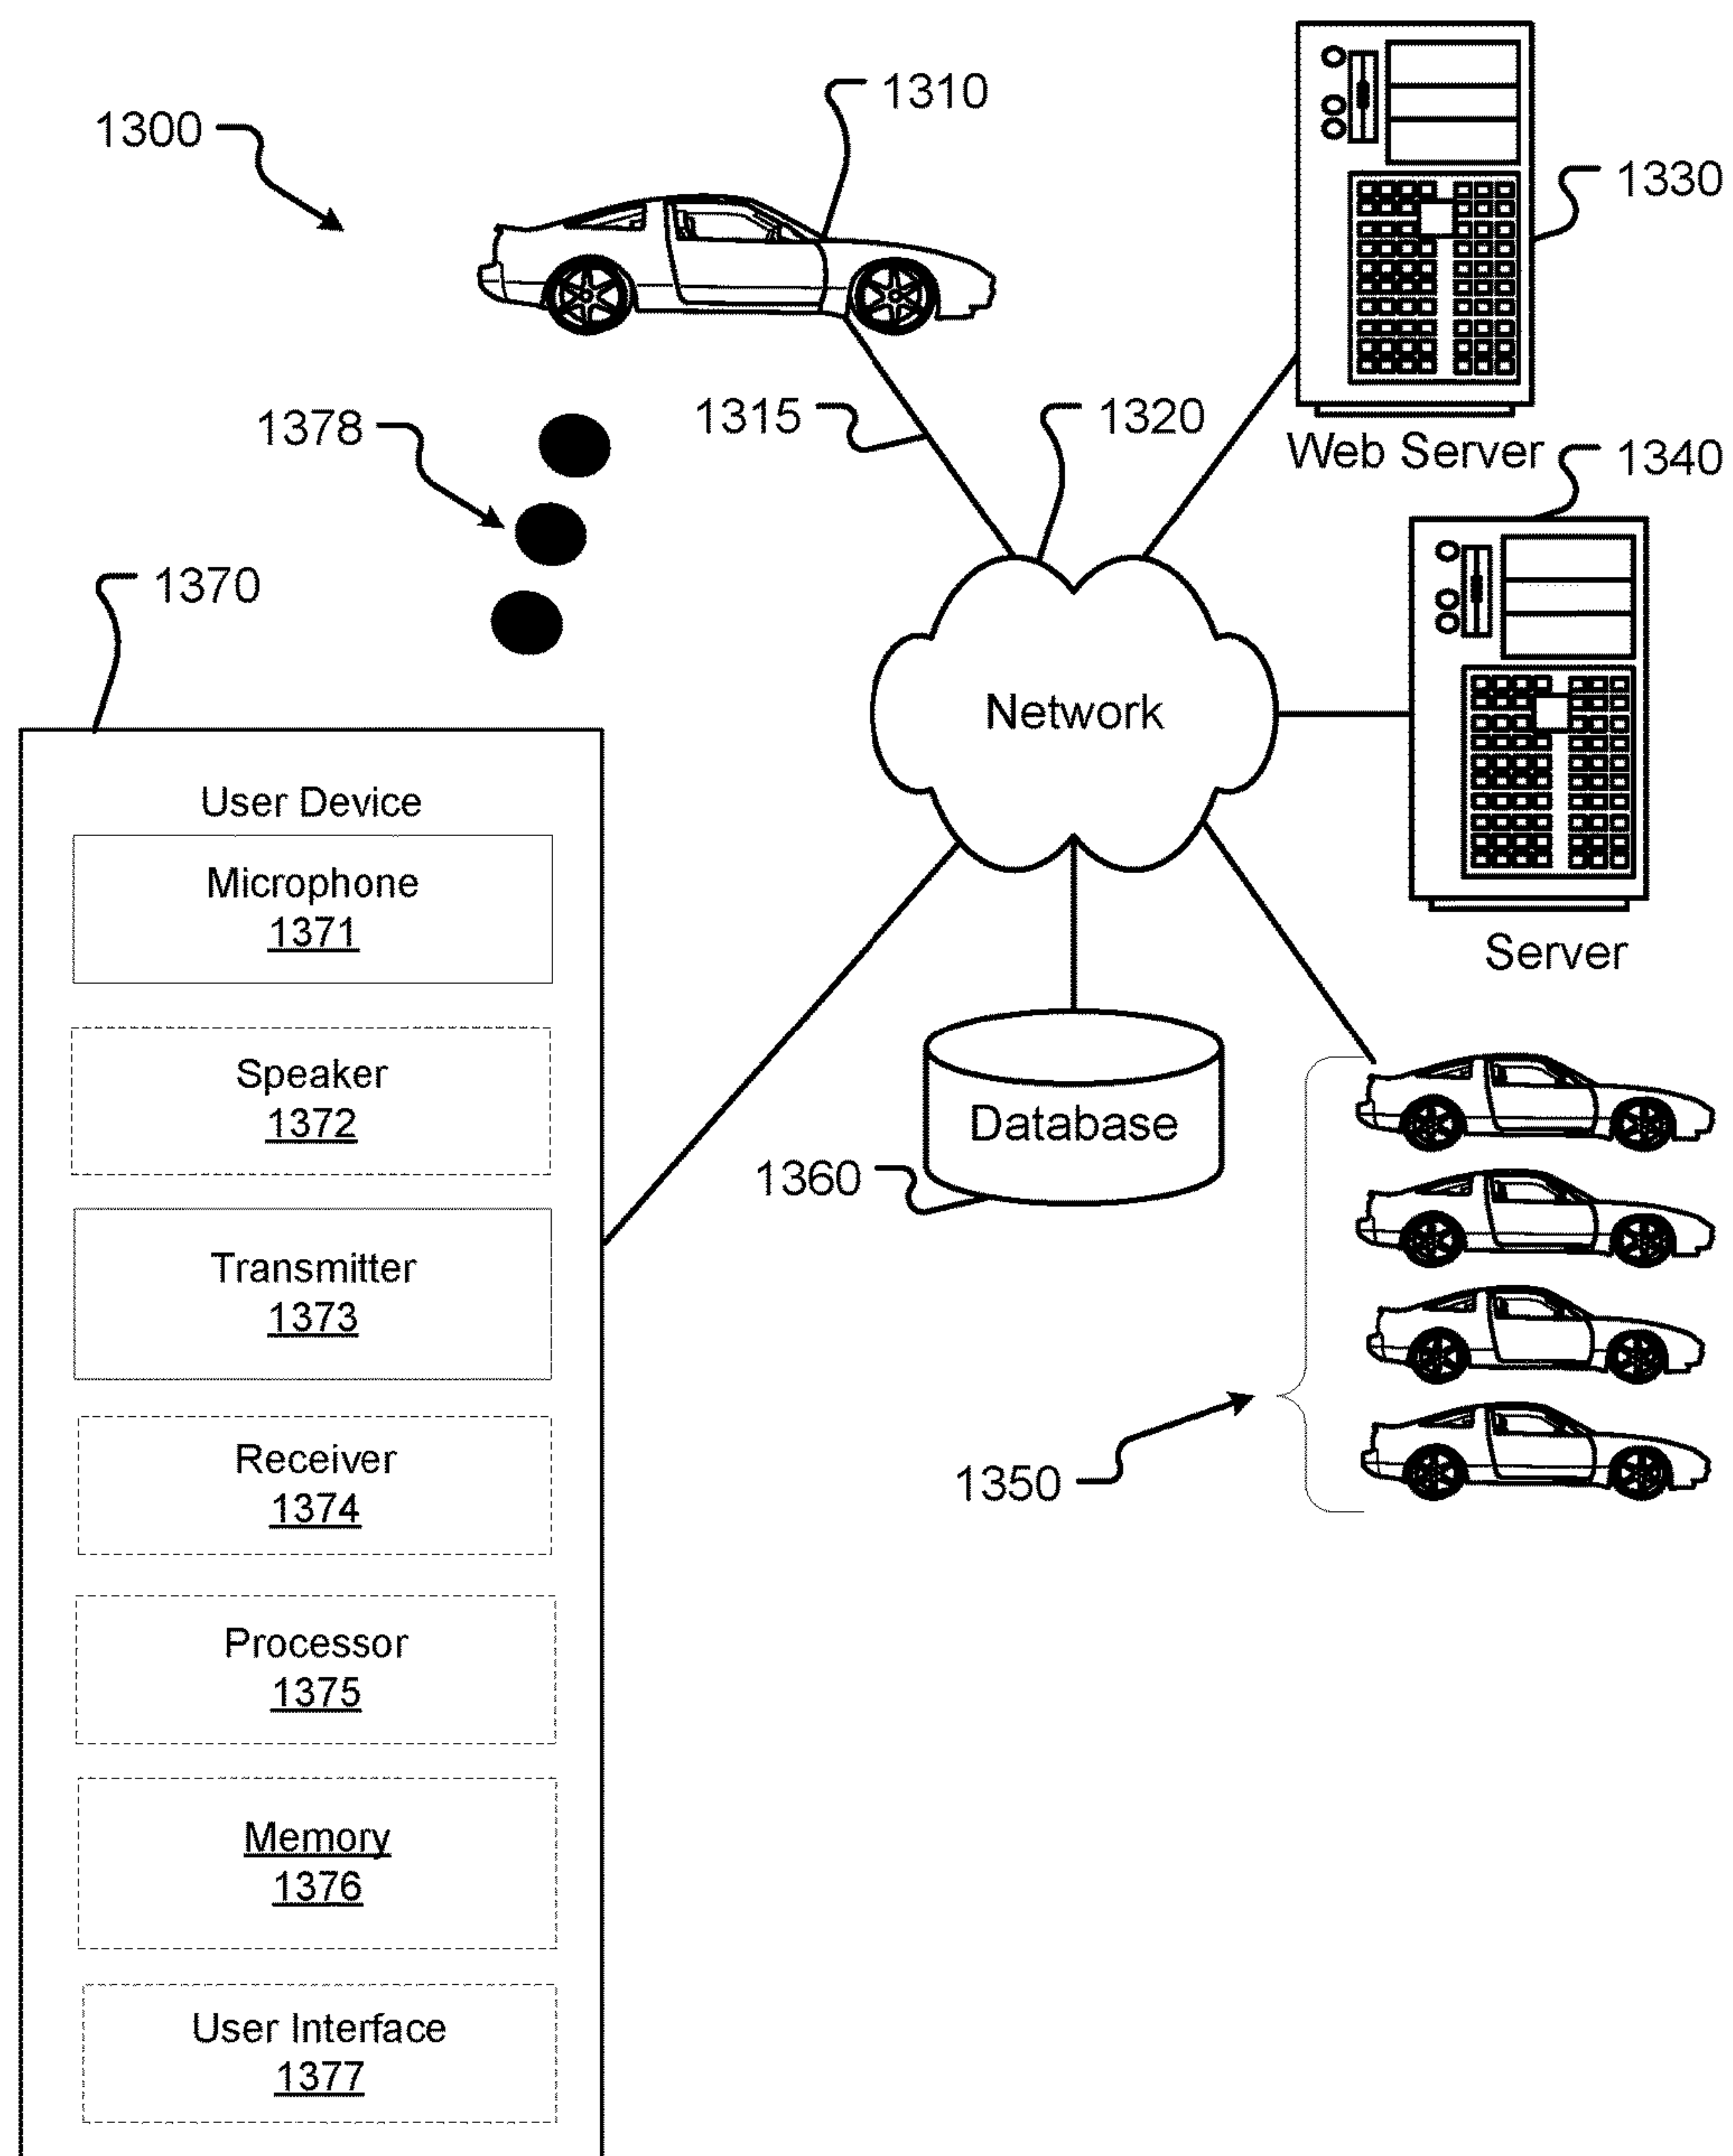 1310
1300
1330
1378
1315
1320
Web Server
1340
1370
Network
User Device
Microphone
1371
Server
Speaker
1372
Database
1360
Transmitter
1373
Receiver
1374
1350
Processor
1375
Memory
1376
User Interface
1377